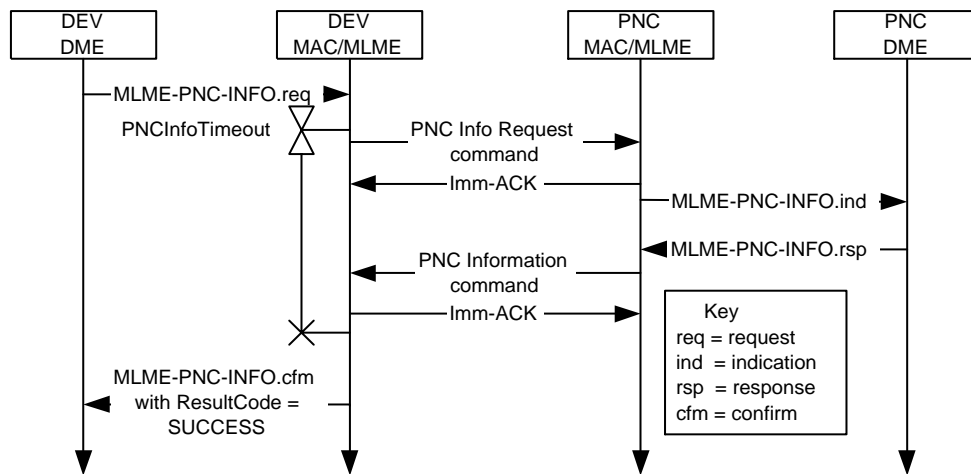 DEV
DME
DEV
MAC/MLME
PNC
MAC/MLME
PNC
DME
MLME-PNC-INFO.req
PNCInfoTimeout
PNC Info Request
command
Imm-ACK
MLME-PNC-INFO.ind
MLME-PNC-INFO.rsp
PNC Information
command
Imm-ACK
MLME-PNC-INFO.cfm
with ResultCode =
SUCCESS
Key
req = request
ind = indication
rsp = response
cfm = confirm